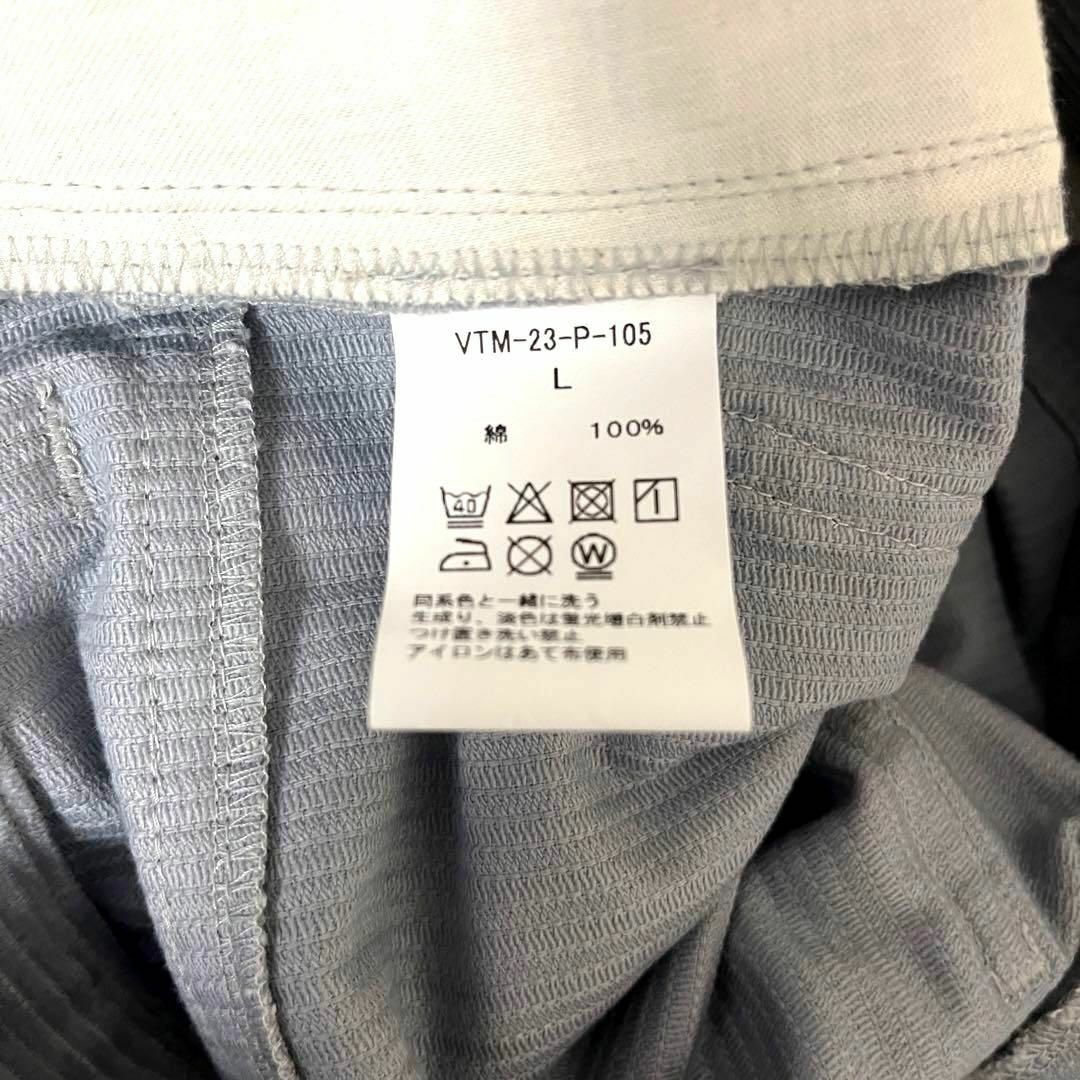 VTM-23-P-105
L
綿 100%
40
W
同系色と一緒に洗う
生成り、淡色は蛍光増白剤禁止
つけ置き洗い禁止
アイロンはあて布使用